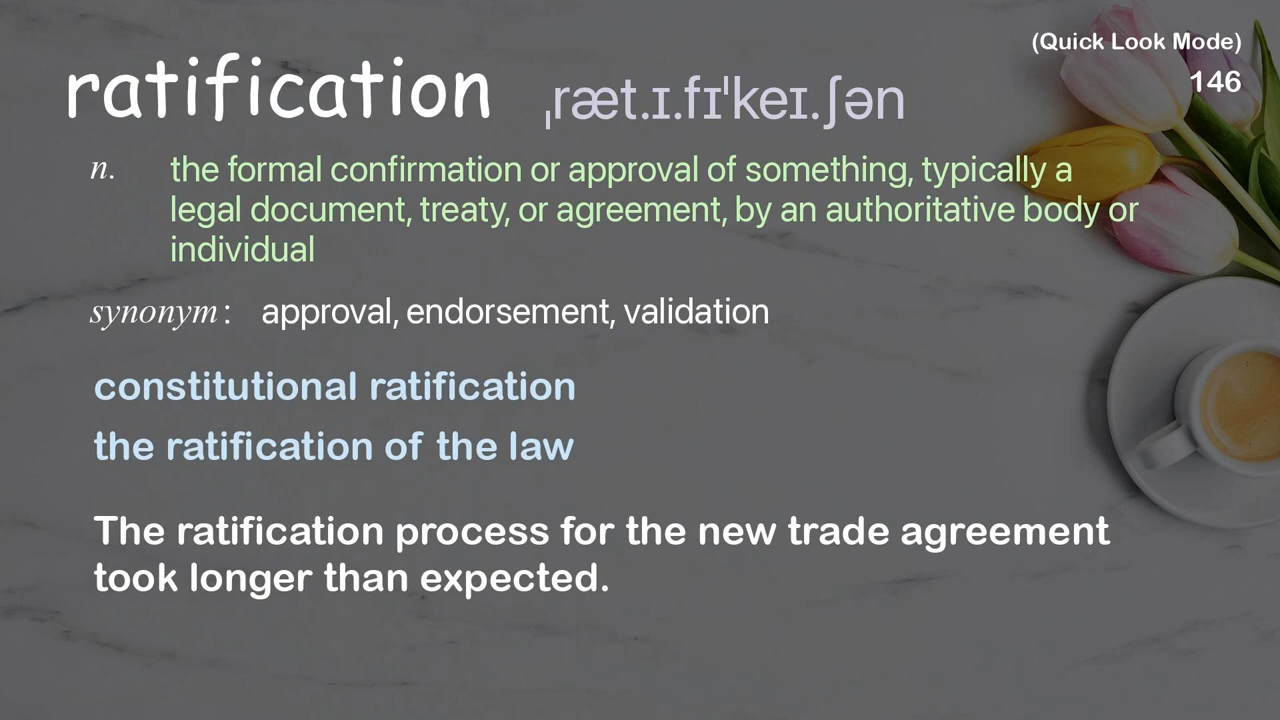 (Quick Look Mode)
146
ratification ˌræt.ɪ.fɪˈkeɪ.ʃən
n. the formal confirmation or approval of something, typically a
legal document, treaty, or agreement, by an authoritative body or
individual
synonym: approval, endorsement, validation
constitutional ratification
the ratification of the law
The ratification process for the new trade agreement
took longer than expected.